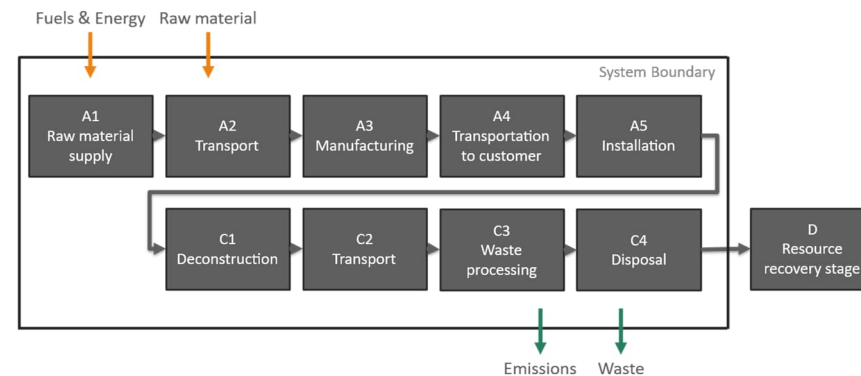 Fuels & Energy Raw material
System Boundary
A1
Raw material
supply
A2
Transport
A3
Manufacturing
A4
Transportation
to customer
A5
Installation
C1
Deconstruction
C2
Transport
C3
Waste
processing
C4
Disposal
D
Resource
recovery stage
Emissions Waste